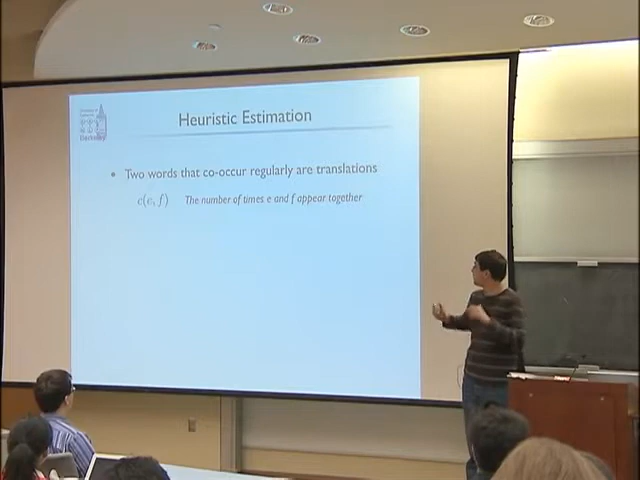 Heuristic Estimation
• Two words that co-occur regularly are translations
c(e, f) The number of times e and f appear together